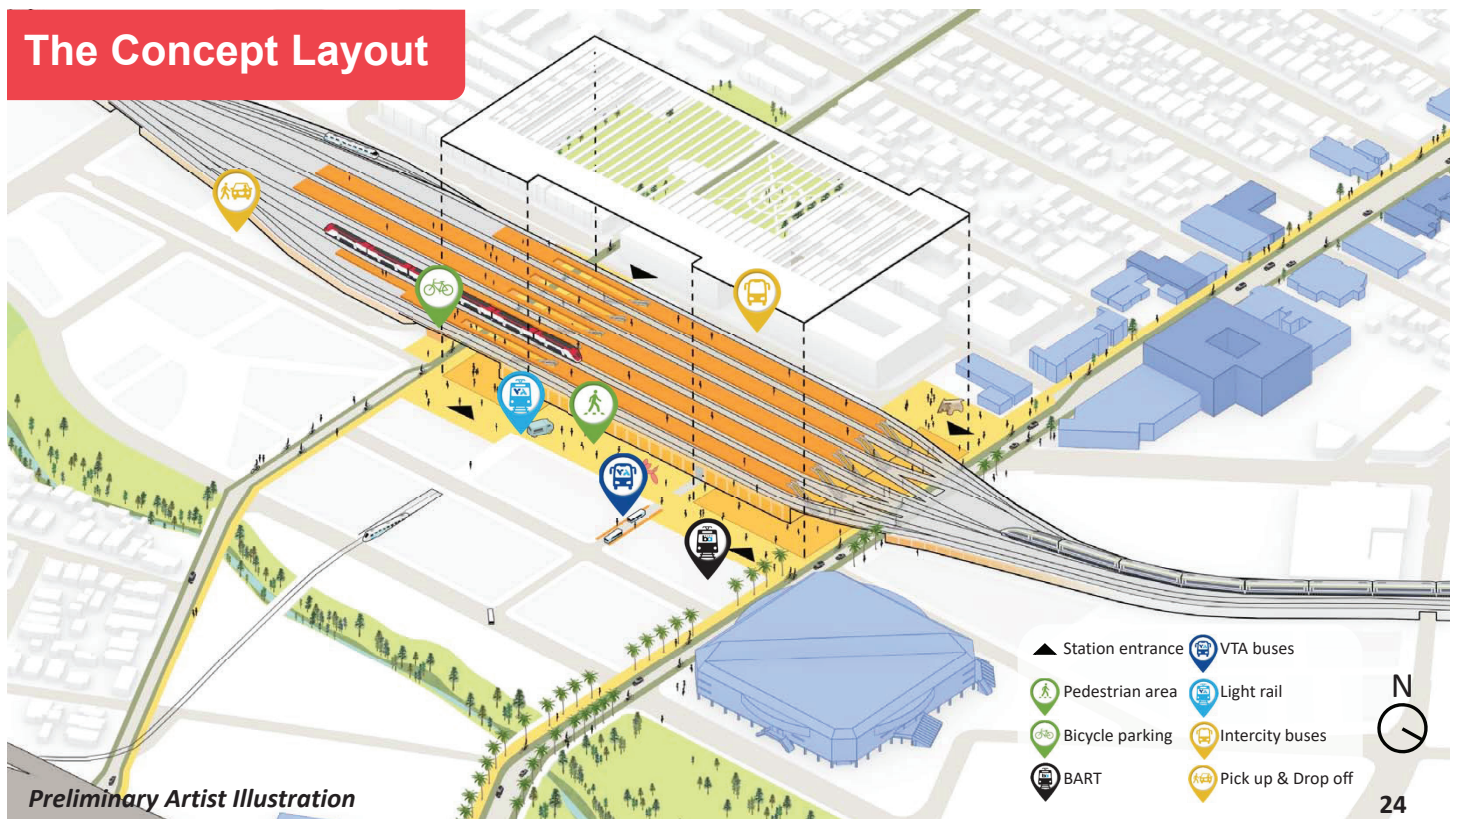 The Concept Layout
Station entrance
VTA buses
Pedestrian area
Light rail
Bicycle parking
Intercity buses
BART
Pick up & Drop off
N
Preliminary Artist Illustration
24